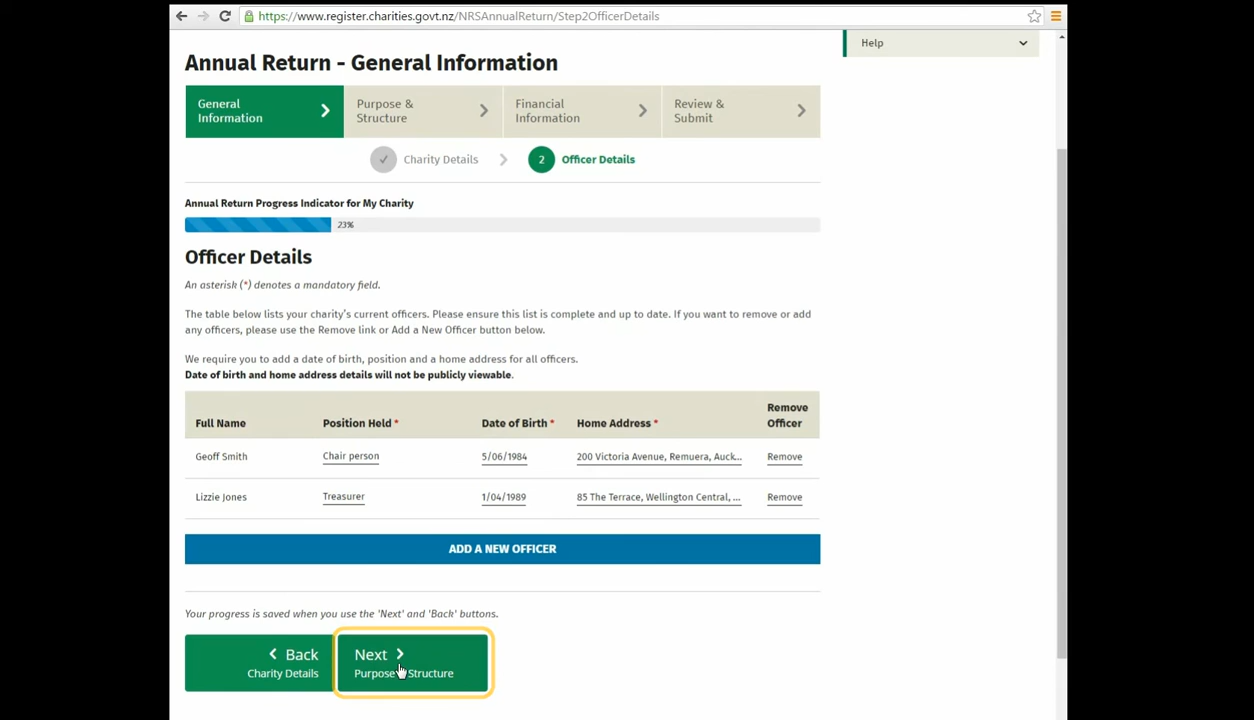 https://www.register.charities.govt.nz/NRSAnnualReturn/Step2OfficerDetails
Help
Annual Return - General Information
General Information
Purpose & Structure
Financial Information
Review & Submit
Charity Details
2 Officer Details
Annual Return Progress Indicator for My Charity
23%
Officer Details
An asterisk (*) denotes a mandatory field.
The table below lists your charity's current officers. Please ensure this list is complete and up to date. If you want to remove or add
any officers, please use the Remove link or Add a New Officer button below.
We require you to add a date of birth, position and a home address for all officers.
Date of birth and home address details will not be publicly viewable.
Full Name Position Held * Date of Birth * Home Address * Remove Officer
Geoff Smith Chair person 5/06/1984 200 Victoria Avenue, Remuera, Auck... Remove
Lizzie Jones Treasurer 1/04/1989 85 The Terrace, Wellington Central, ... Remove
ADD A NEW OFFICER
Your progress is saved when you use the 'Next' and 'Back' buttons.
Back
Charity Details
Next
Purpose Structure